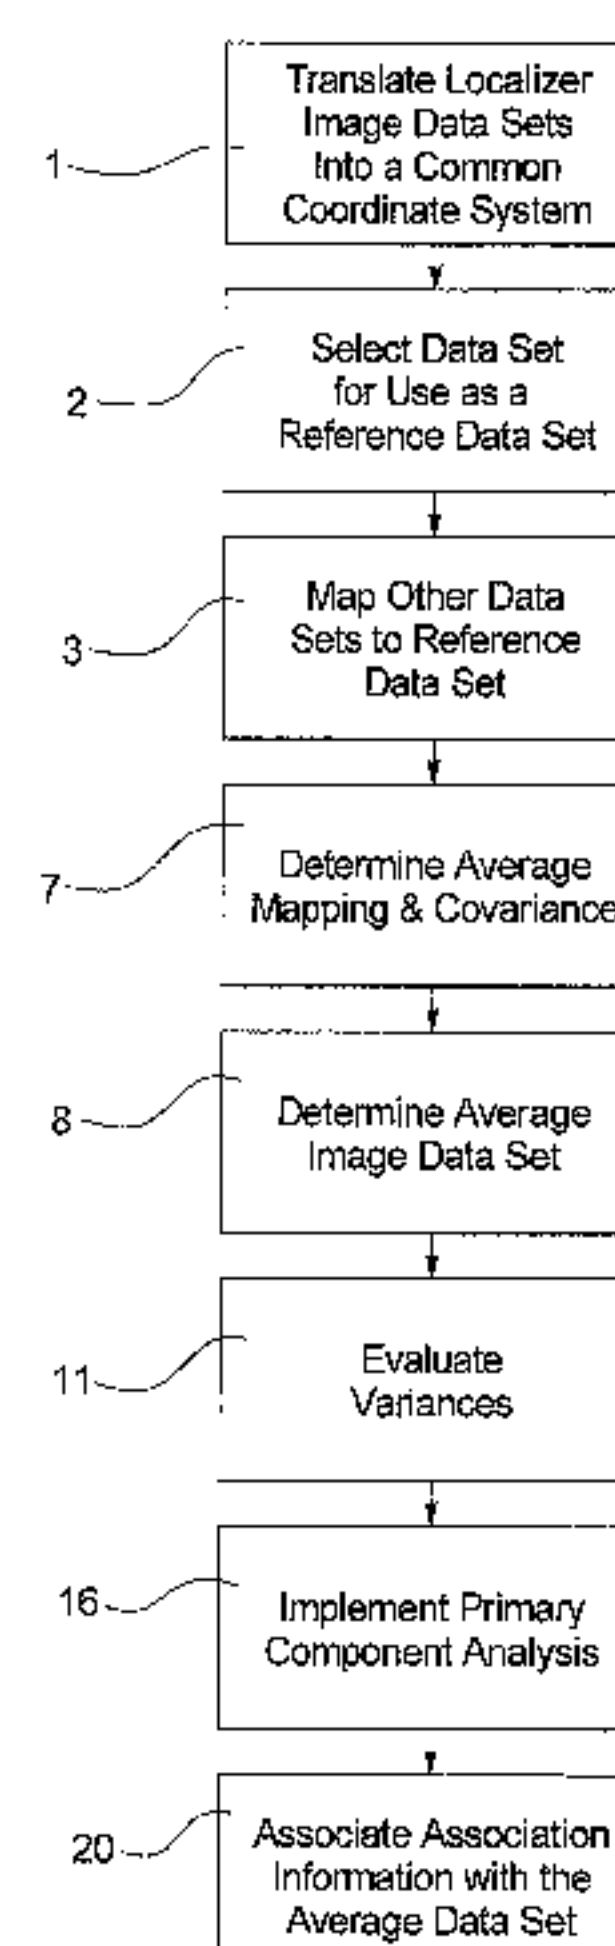 Translate Localizer
Image Data Sets
Into a Common
Coordinate System
1
Select Data Set
for Use as a
Reference Data Set
2
Map Other Data
Sets to Reference
Data Set
3
Determine Average
Mapping & Covariance
7
Determine Average
Image Data Set
8
Evaluate
Variances
11
Implement Primary
Component Analysis
16
Associate Association
Information with the
Average Data Set
20